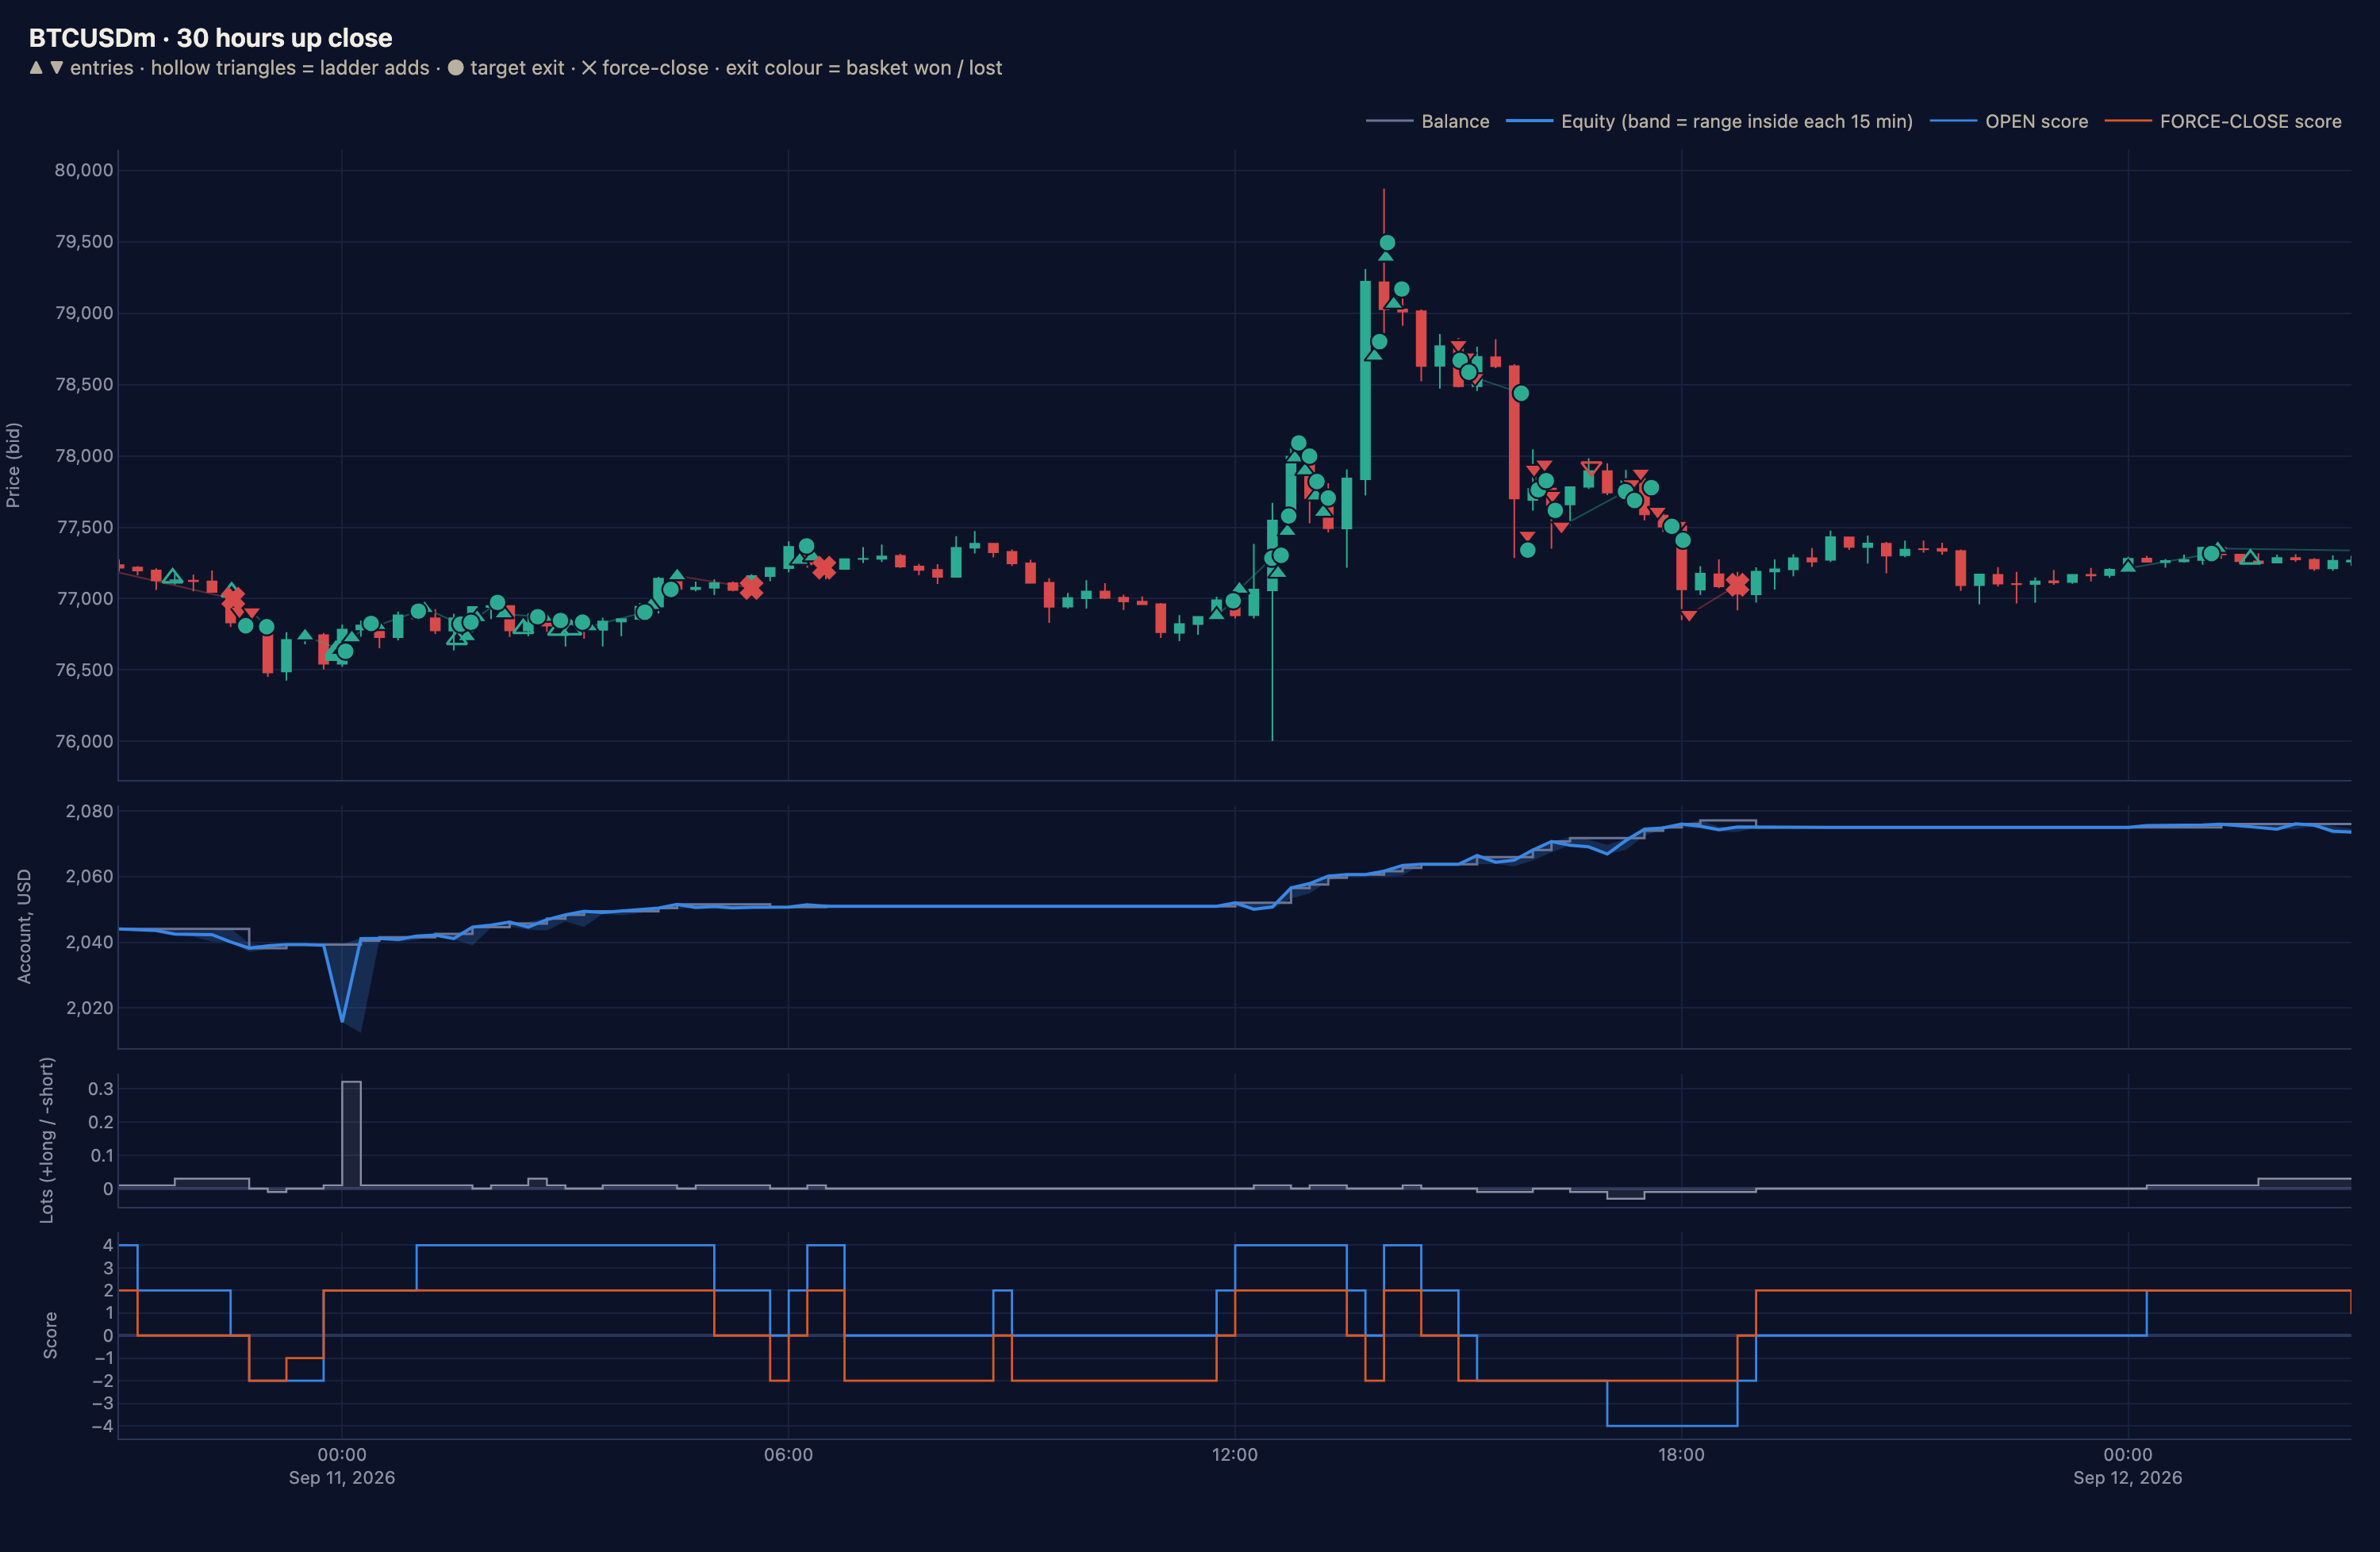 BTCUSDm · 30 hours up close
▲ ▼ entries · hollow triangles = ladder adds · ● target exit · ✕ force-close · exit colour = basket won / lost
Balance
Equity (band = range inside each 15 min)
OPEN score
FORCE-CLOSE score
Price (bid)
80,000
79,500
79,000
78,500
78,000
77,500
77,000
76,500
76,000
Account, USD
2,080
2,060
2,040
2,020
Lots (+long / -short)
0.3
0.2
0.1
0
Score
4
3
2
1
0
−1
−2
−3
−4
00:00
Sep 11, 2026
06:00
12:00
18:00
00:00
Sep 12, 2026